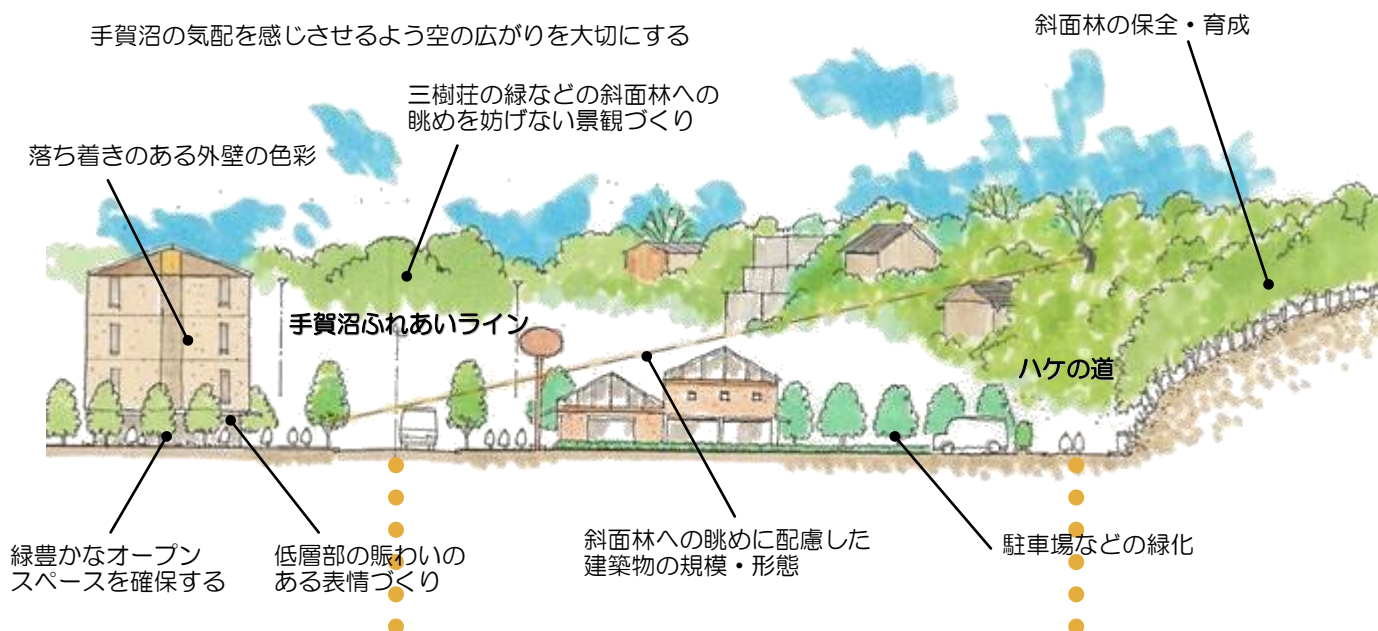 手賀沼の気配を感じさせるよう空の広がりを大切にする
斜面林の保全・育成
三樹荘の緑などの斜面林への
眺めを妨げない景観づくり
落ち着きのある外壁の色彩
手賀沼ふれあいライン
ハケの道
緑豊かなオープン
スペースを確保する
低層部の賑わいの
ある表情づくり
斜面林への眺めに配慮した
建築物の規模・形態
駐車場などの緑化